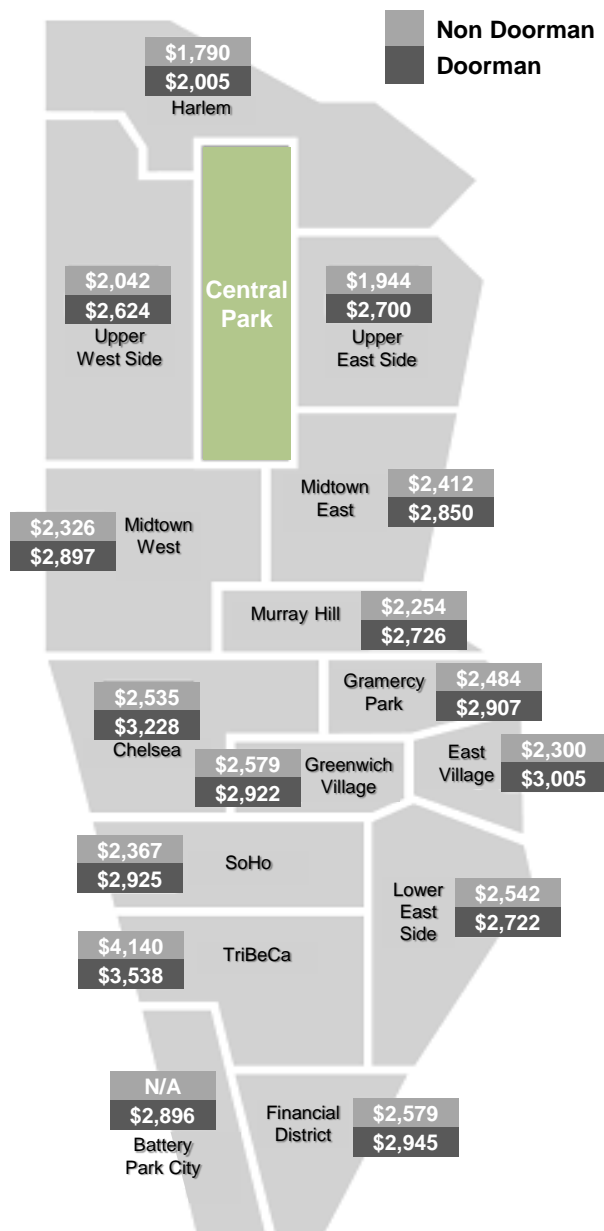 Non Doorman
Doorman
$1,790
$2,005
Harlem
$2,042
$2,624
Upper
West Side
Central
Park
$1,944
$2,700
Upper
East Side
Midtown
East
$2,412
$2,850
$2,326
$2,897
Midtown
West
Murray Hill
$2,254
$2,726
Gramercy
Park
$2,484
$2,907
$2,535
$3,228
Chelsea
$2,579
$2,922
Greenwich
Village
East
Village
$2,300
$3,005
$2,367
$2,925
SoHo
Lower
East
Side
$2,542
$2,722
$4,140
$3,538
TriBeCa
N/A
$2,896
Battery
Park City
Financial
District
$2,579
$2,945